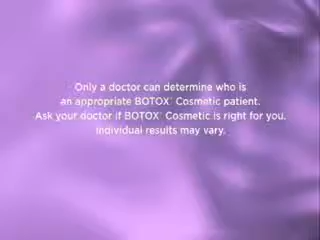 Only a doctor can determine who is
an appropriate BOTOX® Cosmetic patient.
Ask your doctor if BOTOX® Cosmetic is right for you.
Individual results may vary.